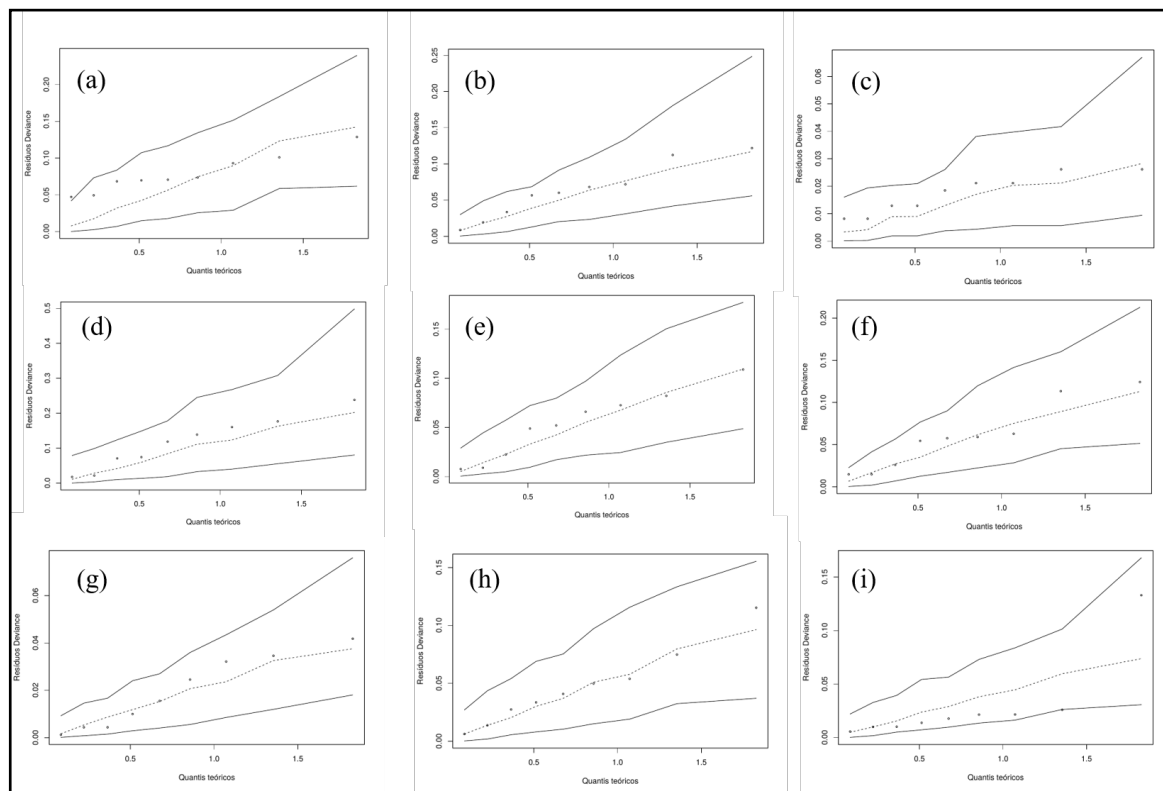 (a)
Resíduos Deviance
0.00 0.05 0.10 0.15 0.20
0.5 1.0 1.5
Quantis teóricos
(b)
Resíduos Deviance
0.00 0.05 0.10 0.15 0.20 0.25
0.5 1.0 1.5
Quantis teóricos
(c)
Resíduos Deviance
0.00 0.01 0.02 0.03 0.04 0.05 0.06
0.5 1.0 1.5
Quantis teóricos
(d)
Resíduos Deviance
0.0 0.1 0.2 0.3 0.4 0.5
0.5 1.0 1.5
Quantis teóricos
(e)
Resíduos Deviance
0.00 0.05 0.10 0.15
0.5 1.0 1.5
Quantis teóricos
(f)
Resíduos Deviance
0.00 0.05 0.10 0.15 0.20
0.5 1.0 1.5
Quantis teóricos
(g)
Resíduos Deviance
0.00 0.02 0.04 0.06
0.5 1.0 1.5
Quantis teóricos
(h)
Resíduos Deviance
0.00 0.05 0.10 0.15
0.5 1.0 1.5
Quantis teóricos
(i)
Resíduos Deviance
0.00 0.05 0.10 0.15
0.5 1.0 1.5
Quantis teóricos